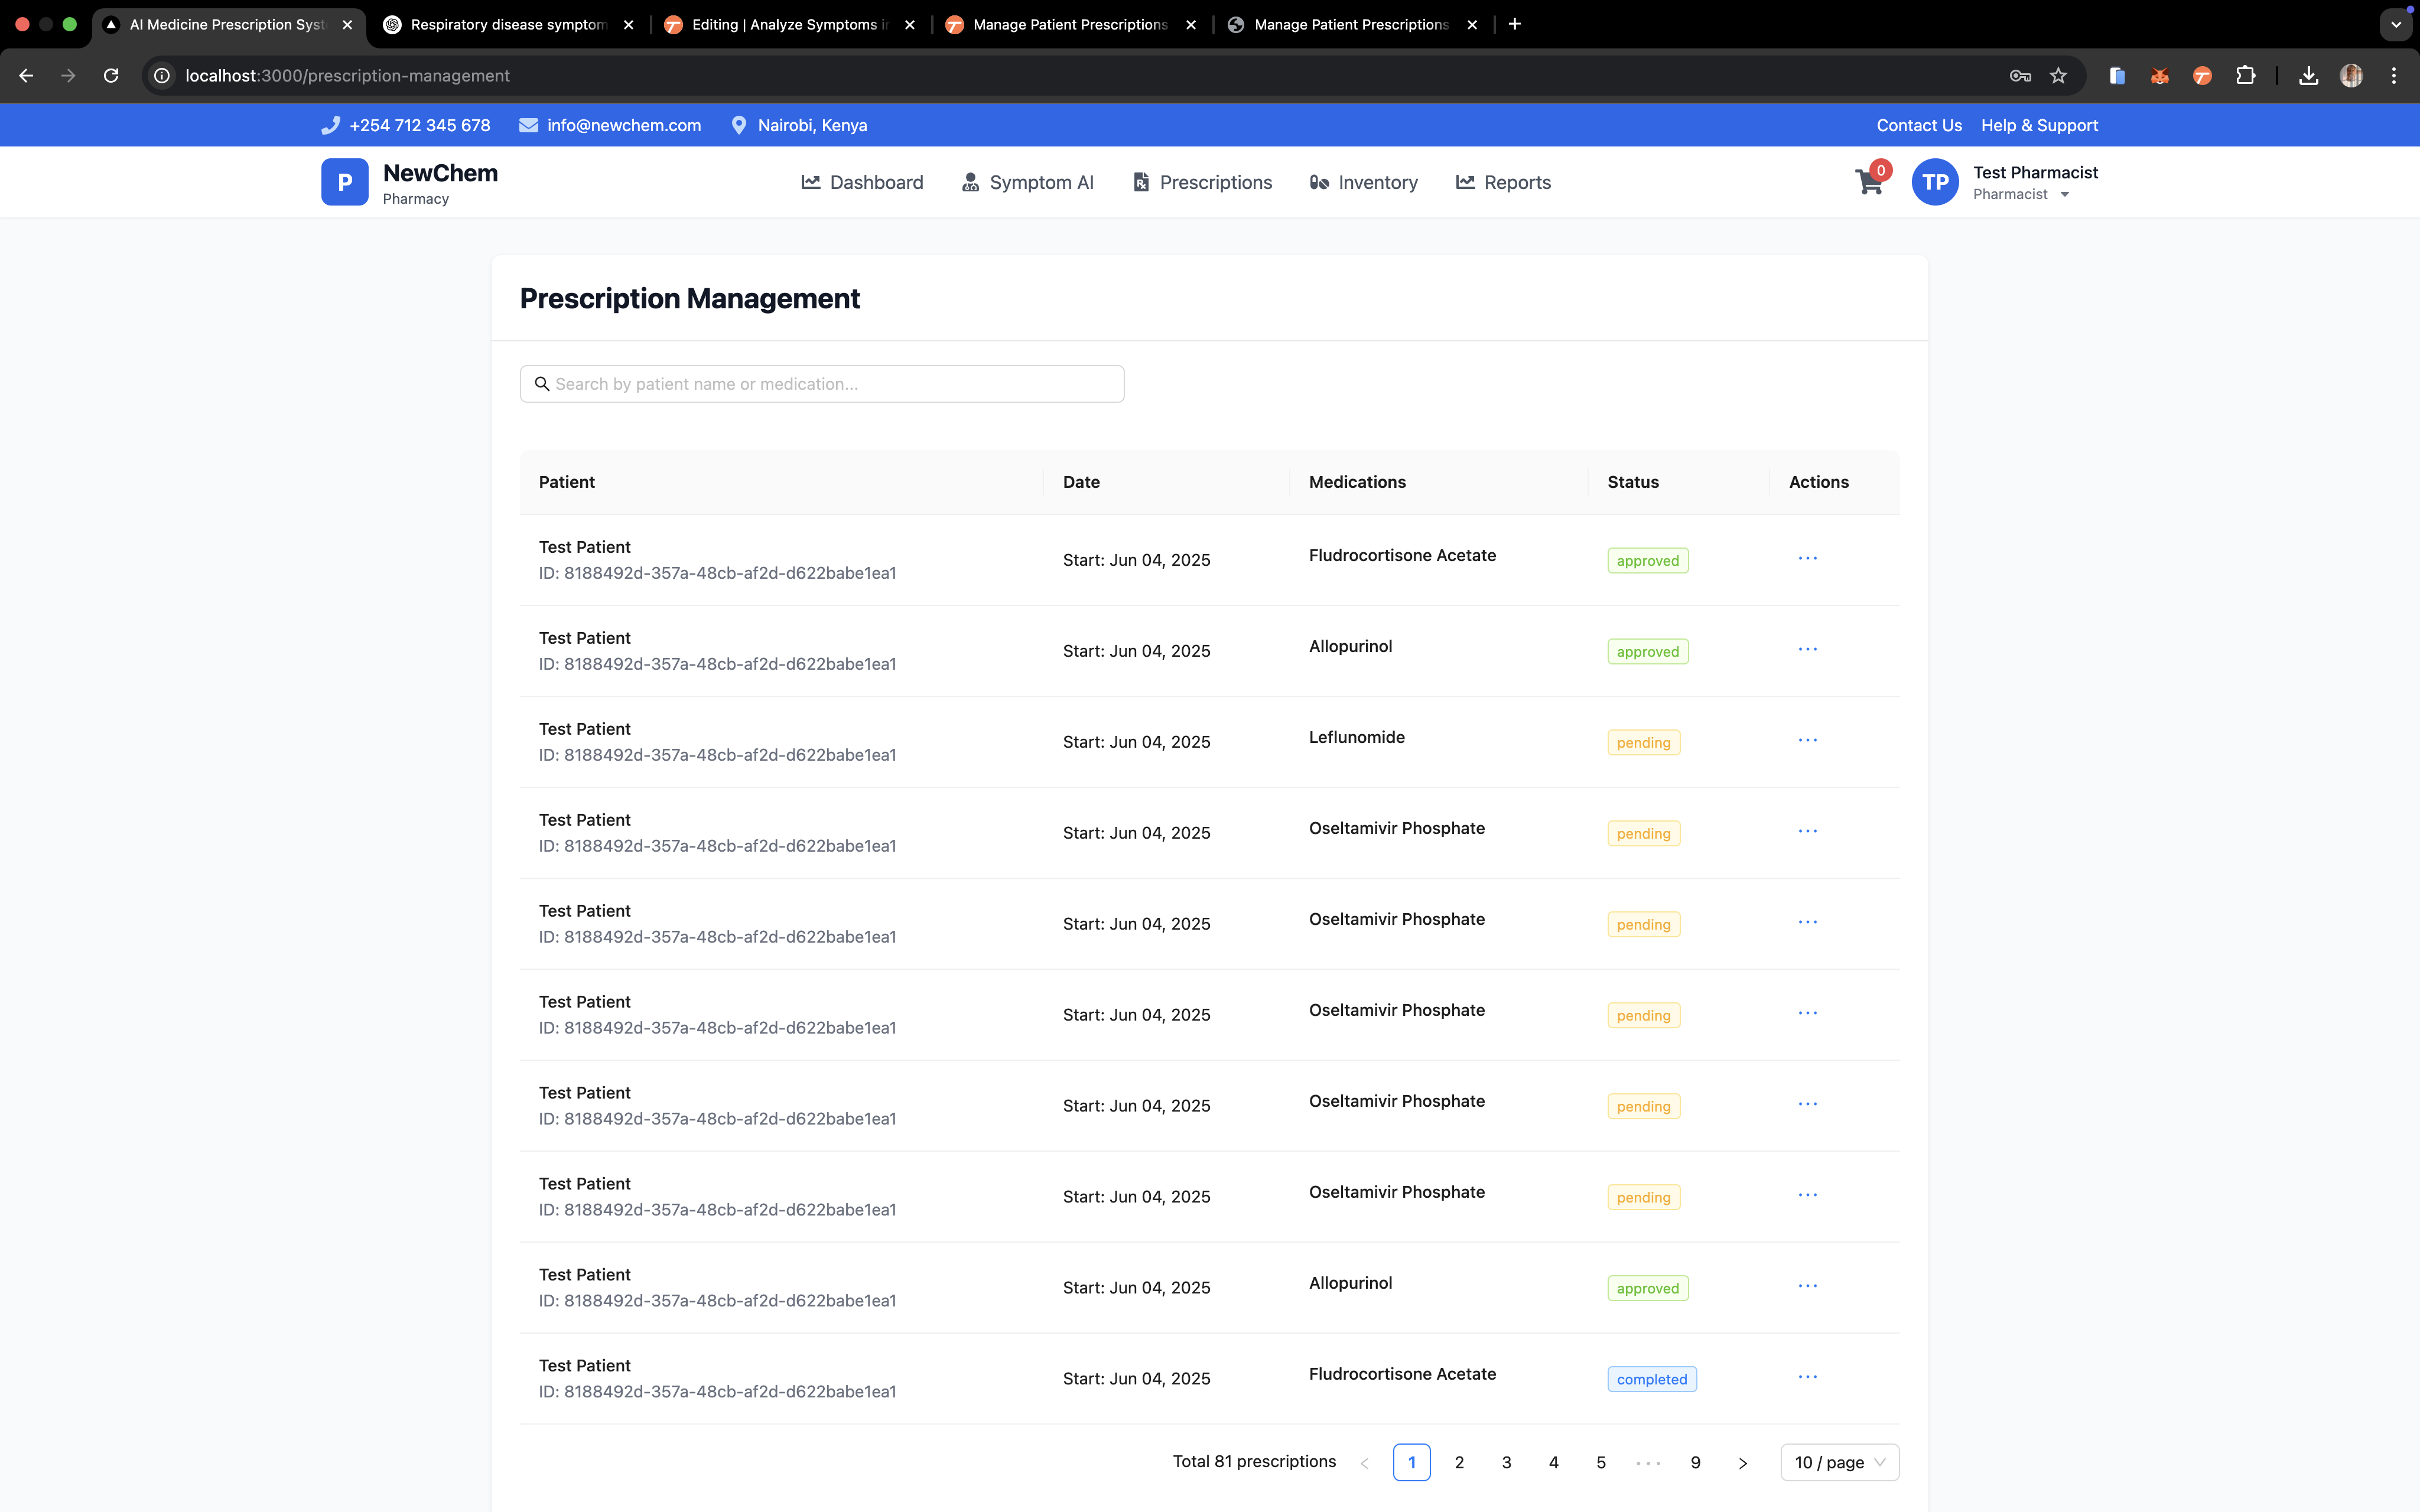 AI Medicine Prescription Syst
Respiratory disease symptom
Editing | Analyze Symptoms i
Manage Patient Prescriptions
Manage Patient Prescriptions
localhost:3000/prescription-management
+254 712 345 678
info@newchem.com
Nairobi, Kenya
Contact Us
Help & Support
P
NewChem
Pharmacy
Dashboard
Symptom AI
Prescriptions
Inventory
Reports
0
TP
Test Pharmacist
Pharmacist
Prescription Management
Search by patient name or medication...
Patient Date Medications Status Actions
Test Patient
ID: 8188492d-357a-48cb-af2d-d622babe1ea1
Start: Jun 04, 2025
Fludrocortisone Acetate
approved
Test Patient
ID: 8188492d-357a-48cb-af2d-d622babe1ea1
Start: Jun 04, 2025
Allopurinol
approved
Test Patient
ID: 8188492d-357a-48cb-af2d-d622babe1ea1
Start: Jun 04, 2025
Leflunomide
pending
Test Patient
ID: 8188492d-357a-48cb-af2d-d622babe1ea1
Start: Jun 04, 2025
Oseltamivir Phosphate
pending
Test Patient
ID: 8188492d-357a-48cb-af2d-d622babe1ea1
Start: Jun 04, 2025
Oseltamivir Phosphate
pending
Test Patient
ID: 8188492d-357a-48cb-af2d-d622babe1ea1
Start: Jun 04, 2025
Oseltamivir Phosphate
pending
Test Patient
ID: 8188492d-357a-48cb-af2d-d622babe1ea1
Start: Jun 04, 2025
Oseltamivir Phosphate
pending
Test Patient
ID: 8188492d-357a-48cb-af2d-d622babe1ea1
Start: Jun 04, 2025
Oseltamivir Phosphate
pending
Test Patient
ID: 8188492d-357a-48cb-af2d-d622babe1ea1
Start: Jun 04, 2025
Allopurinol
approved
Test Patient
ID: 8188492d-357a-48cb-af2d-d622babe1ea1
Start: Jun 04, 2025
Fludrocortisone Acetate
completed
Total 81 prescriptions < 1 2 3 4 5 ••• 9 > 10 / page